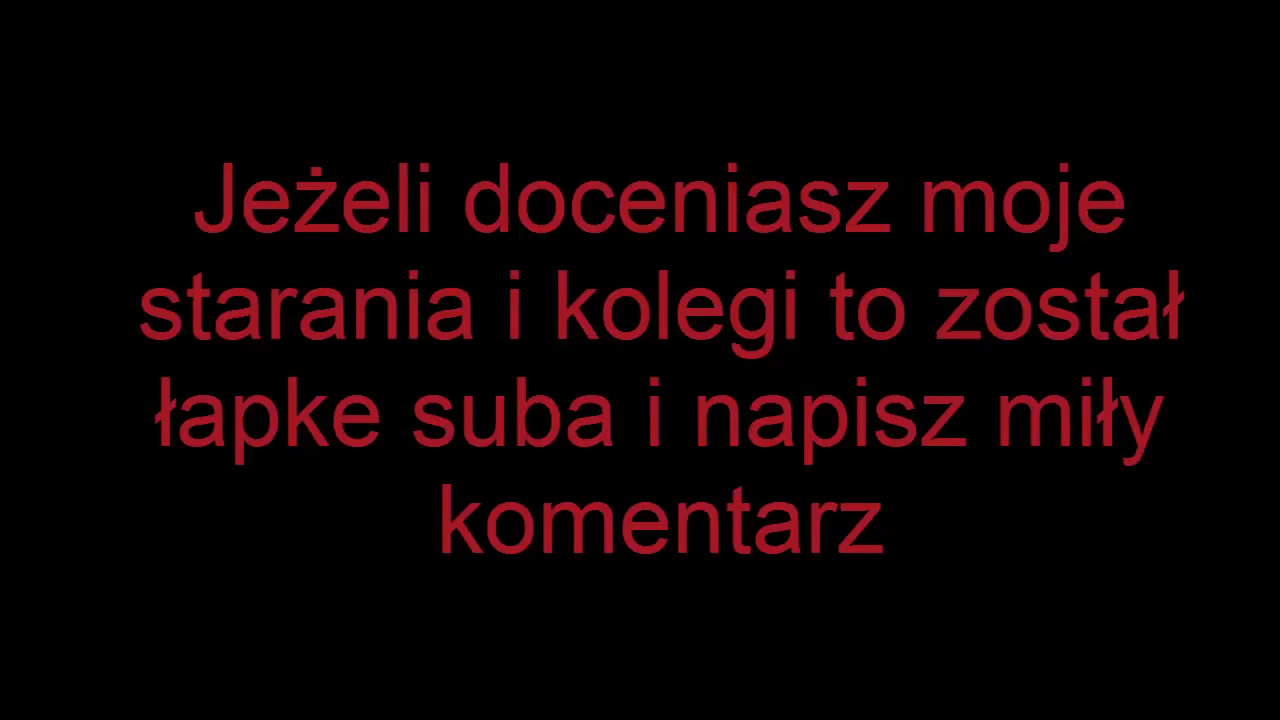 Jeżeli doceniasz moje
starania i kolegi to został
łapke suba i napisz miły
komentarz